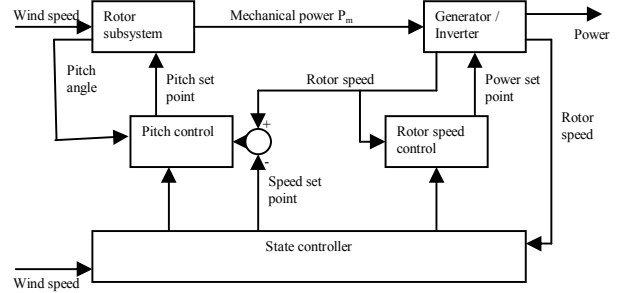 Wind speed
Rotor
subsystem
Mechanical power Pm
Generator /
Inverter
Power
Pitch
angle
Pitch set
point
Rotor speed
Power set
point
Rotor
speed
Pitch control
+
Rotor speed
control
-
Speed set
point
State controller
Wind speed